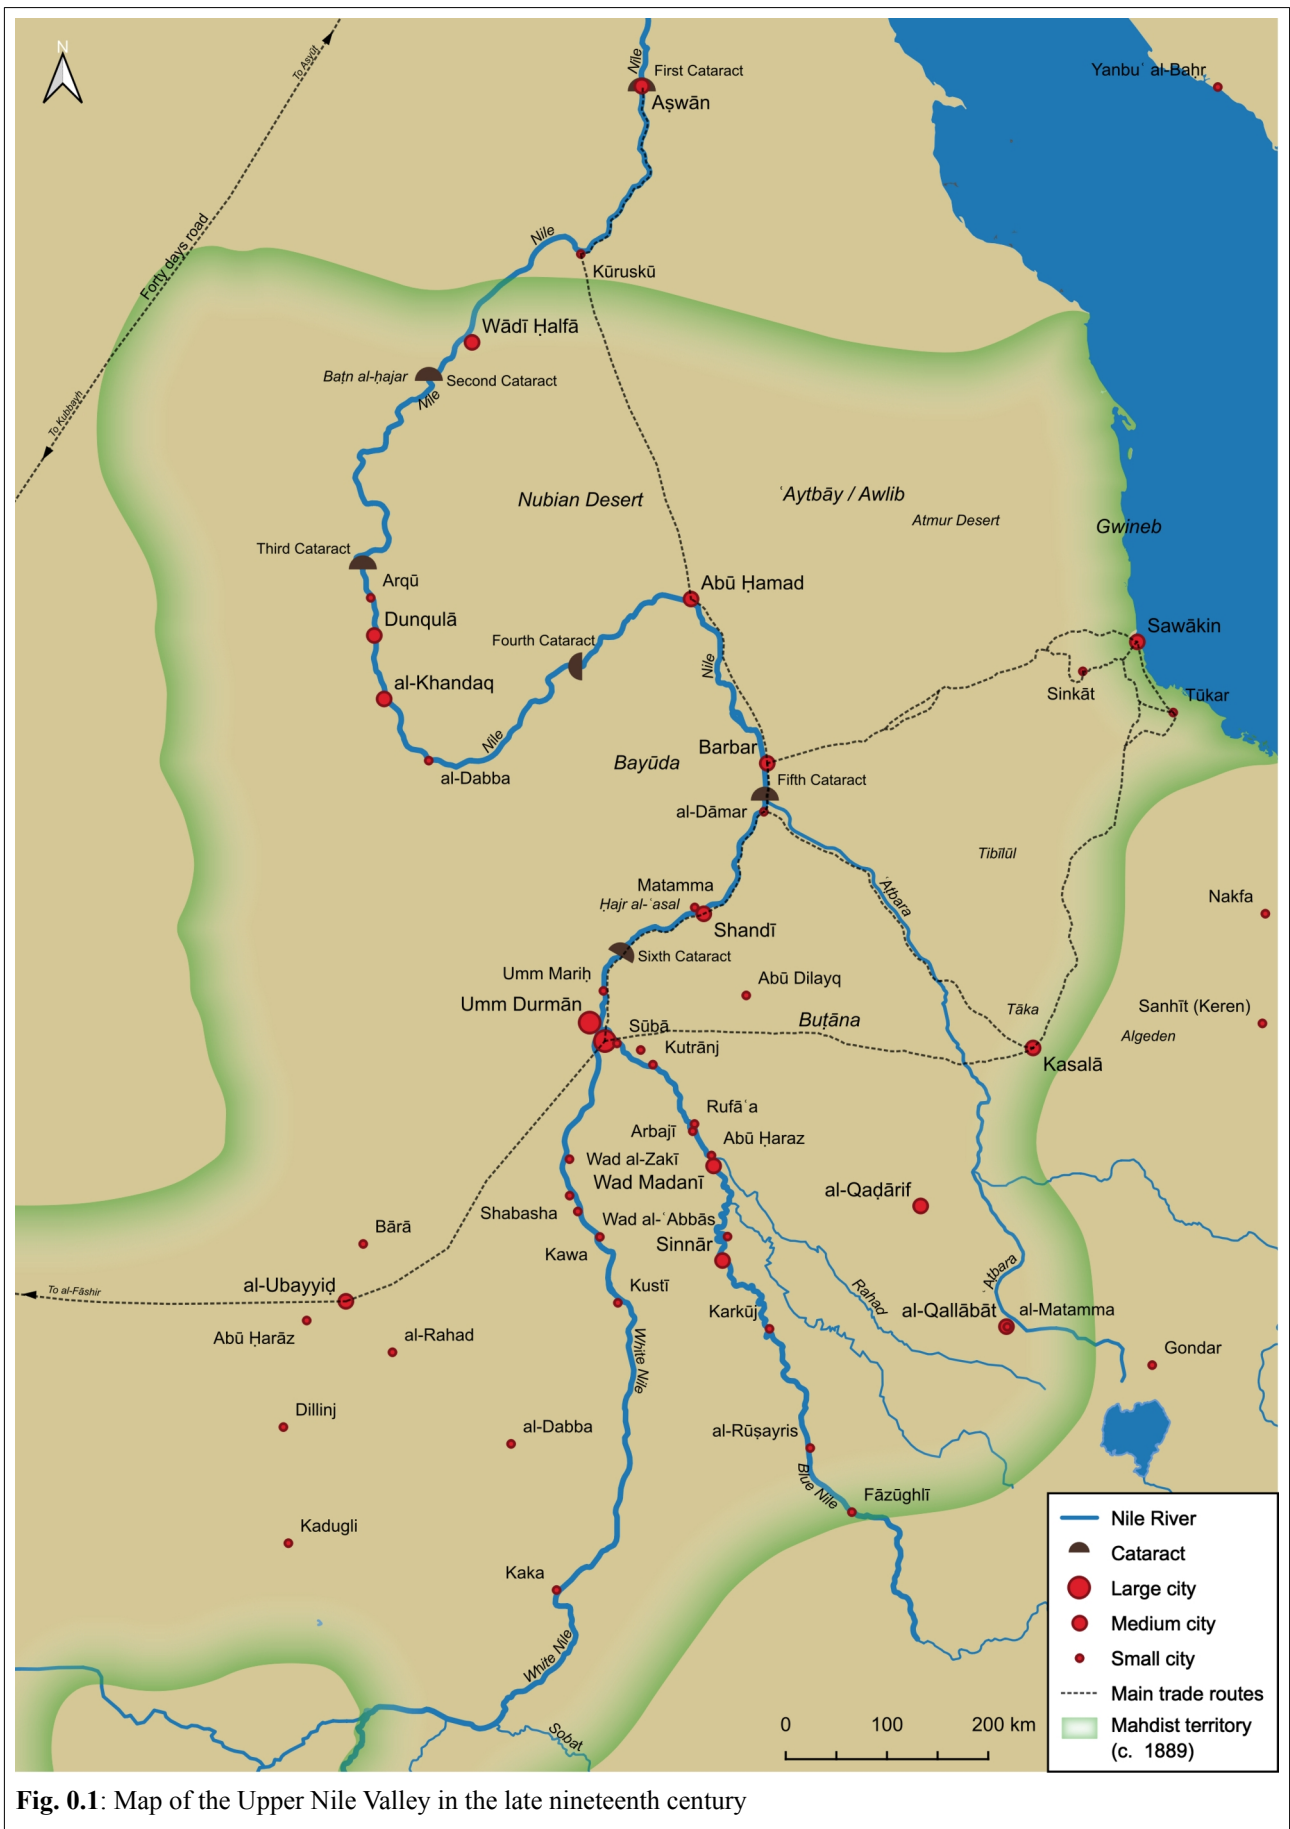 N
To Asyūṭ
Nile
First Cataract
Aṣwān
Yanbuʿ al-Baḥr
Forty days road
Nile
Kūruskū
Wādī Ḥalfā
Baṭn al-ḥajar
Second Cataract
Nile
To Kubbayh
Nubian Desert
ʿAytbāy / Awlib
Atmur Desert
Gwineb
Third Cataract
Arqū
Abū Ḥamad
Dunqulā
Fourth Cataract
Nile
Sawākin
al-Khandaq
Sinkāt
Tūkar
Nile
Barbar
Bayūda
al-Dabba
Fifth Cataract
al-Dāmar
Tibīlūl
Matamma
Ḥajr al-ʿasal
ʿAṭbara
Nakfa
Shandī
Sixth Cataract
Umm Mariḥ
Abū Dilayq
Umm Durmān
Tāka
Sanhīt (Keren)
Sūbā
Buṭāna
Algeden
Kutrānj
Kasalā
Rufāʿa
Arbajī
Abū Ḥaraz
Wad al-Zakī
Wad Madanī
al-Qaḍārif
Shabasha
Wad al-ʿAbbās
Bārā
Kawa
Sinnār
ʿAṭbara
al-Ubayyiḍ
To al-Fāshir
Kustī
Rahad
Karkūj
al-Qallābāt
al-Matamma
Abū Ḥarāz
al-Rahad
White Nile
Gondar
Dillinj
al-Dabba
al-Rūṣayris
Blue Nile
Fāzūghlī
Kadugli
Kaka
White Nile
Sobat
Nile River
Cataract
Large city
Medium city
Small city
Main trade routes
Mahdist territory
(c. 1889)
0 100 200 km
Fig. 0.1: Map of the Upper Nile Valley in the late nineteenth century